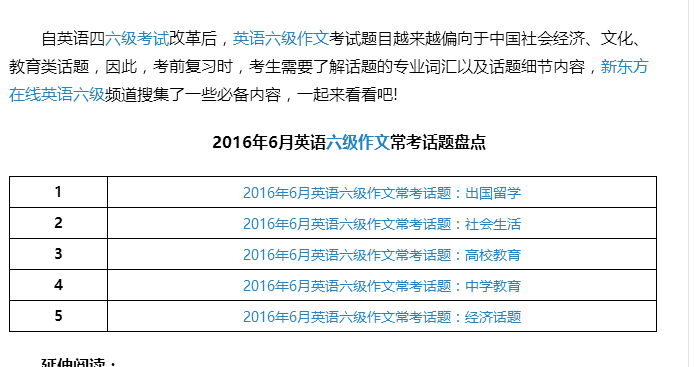 自英语四六级考试改革后，英语六级作文考试题目越来越偏向于中国社会经济、文化、
教育类话题，因此，考前复习时，考生需要了解话题的专业词汇以及话题细节内容，新东方
在线英语六级频道搜集了一些必备内容，一起来看看吧!
2016年6月英语六级作文常考话题盘点
1 2016年6月英语六级作文常考话题：出国留学
2 2016年6月英语六级作文常考话题：社会生活
3 2016年6月英语六级作文常考话题：高校教育
4 2016年6月英语六级作文常考话题：中学教育
5 2016年6月英语六级作文常考话题：经济话题
延伸阅读：